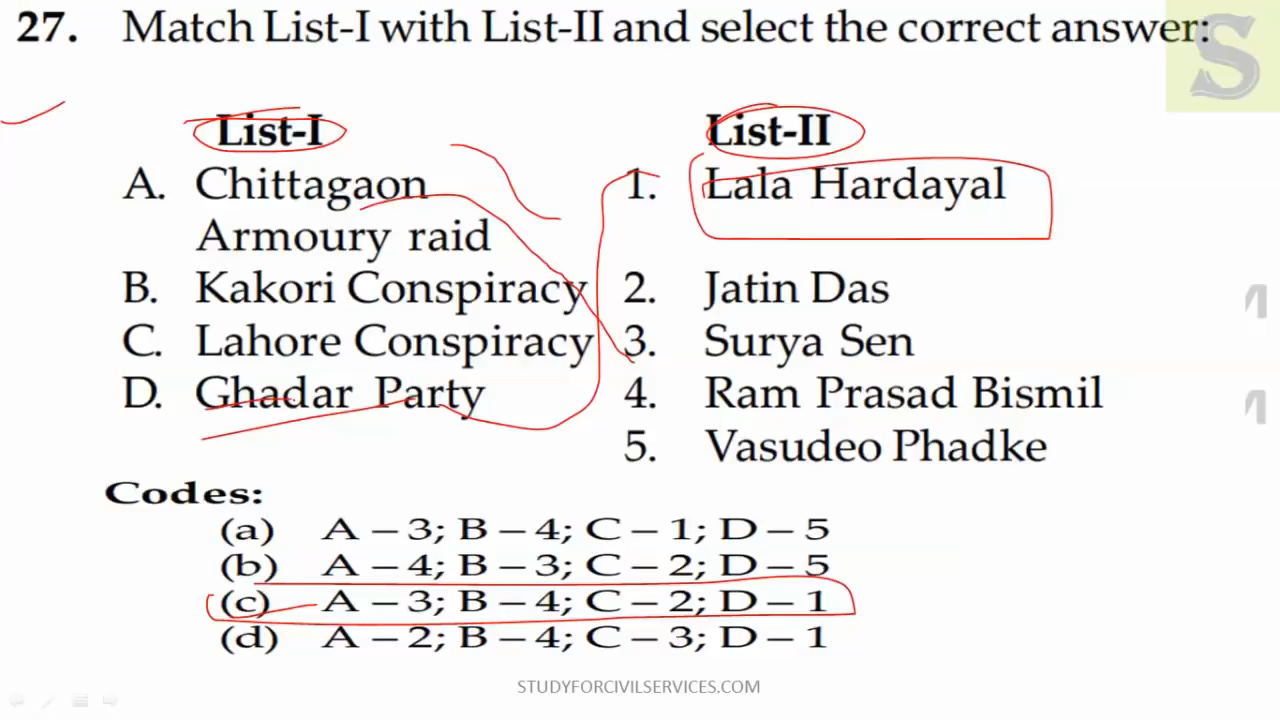 27. Match List-I with List-II and select the correct answer:
S
List-I List-II
A. Chittagaon 1. Lala Hardayal
Armoury raid
B. Kakori Conspiracy 2. Jatin Das
C. Lahore Conspiracy 3. Surya Sen
D. Ghadar Party 4. Ram Prasad Bismil
5. Vasudeo Phadke
Codes:
(a) A – 3; B – 4; C – 1; D – 5
(b) A – 4; B – 3; C – 2; D – 5
(c) A – 3; B – 4; C – 2; D – 1
(d) A – 2; B – 4; C – 3; D – 1
STUDYFORCIVILSERVICES.COM